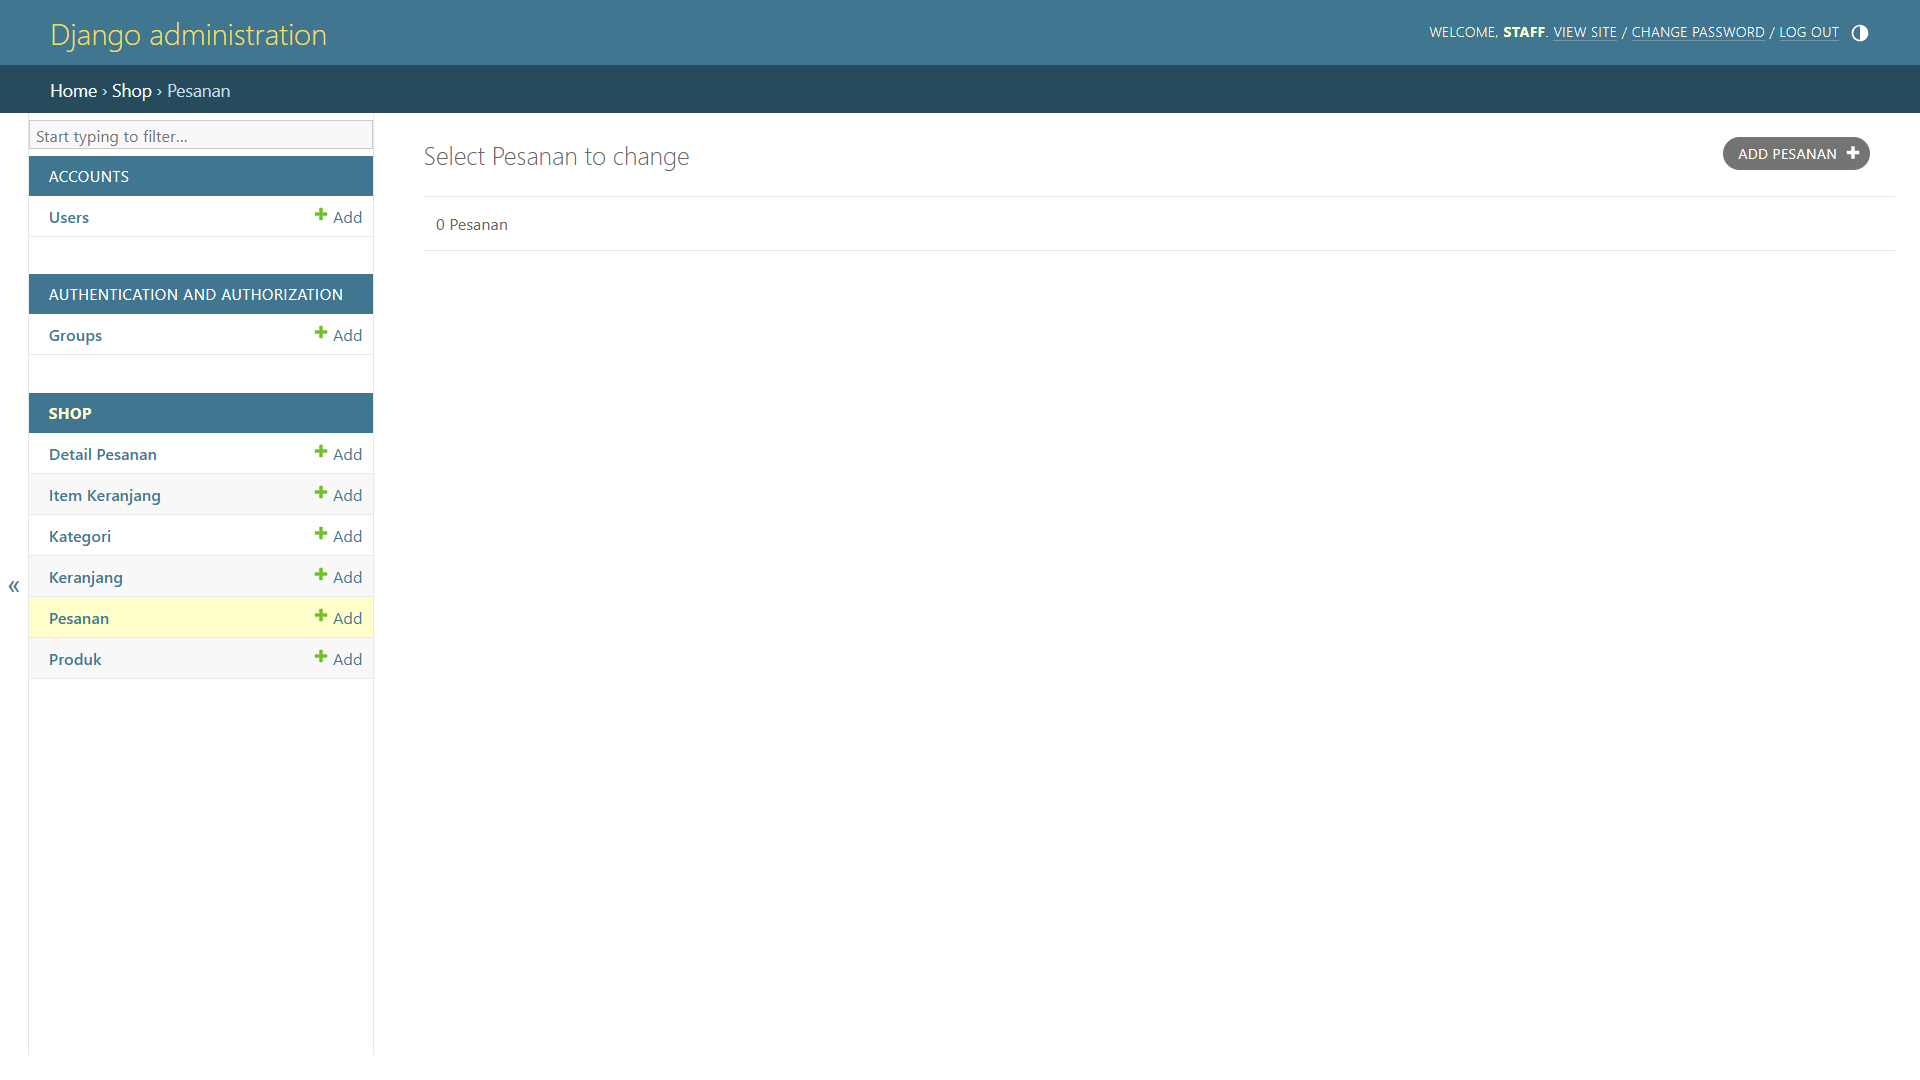 Django administration
WELCOME, STAFF. VIEW SITE / CHANGE PASSWORD / LOG OUT
Home › Shop › Pesanan
Start typing to filter...
ACCOUNTS
Users Add
AUTHENTICATION AND AUTHORIZATION
Groups Add
SHOP
Detail Pesanan Add
Item Keranjang Add
Kategori Add
Keranjang Add
Pesanan Add
Produk Add
«
Select Pesanan to change
ADD PESANAN
0 Pesanan